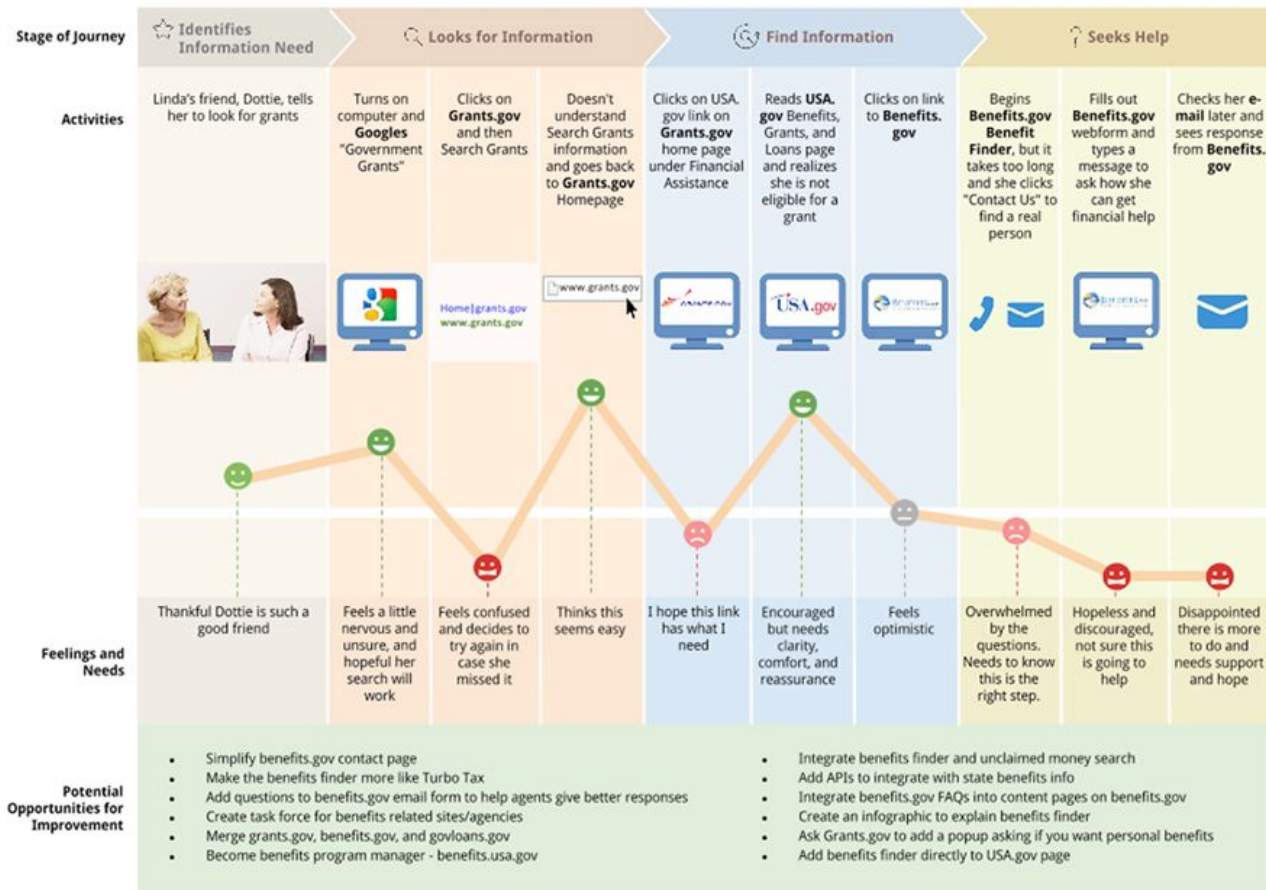 Stage of Journey
Identifies
Information Need
Looks for Information
Find Information
Seeks Help
Activities
Linda's friend, Dottie, tells
her to look for grants
Turns on
computer and
Googles
"Government
Grants"
Clicks on
Grants.gov
and then
Search Grants
Doesn't
understand
Search Grants
information
and goes back
to Grants.gov
Homepage
Clicks on USA.
gov link on
Grants.gov
home page
under Financial
Assistance
Reads USA.
gov Benefits,
Grants, and
Loans page
and realizes
she is not
eligible for a
grant
Clicks on link
to Benefits.
gov
Begins
Benefits.gov
Benefit
Finder, but it
takes too long
and she clicks
"Contact Us" to
find a real
person
Fills out
Benefits.gov
webform and
types a
message to
ask how she
can get
financial help
Checks her e-
mail later and
sees response
from Benefits.
gov
Home|grants.gov
www.grants.gov
www.grants.gov
USA.gov
Feelings and
Needs
Thankful Dottie is such a
good friend
Feels a little
nervous and
unsure, and
hopeful her
search will
work
Feels confused
and decides to
try again in
case she
missed it
Thinks this
seems easy
I hope this link
has what I
need
Encouraged
but needs
clarity,
comfort, and
reassurance
Feels
optimistic
Overwhelmed
by the
questions.
Needs to know
this is the
right step.
Hopeless and
discouraged,
not sure this
is going to
help
Disappointed
there is more
to do and
needs support
and hope
Potential
Opportunities for
Improvement
• Simplify benefits.gov contact page
• Make the benefits finder more like Turbo Tax
• Add questions to benefits.gov email form to help agents give better responses
• Create task force for benefits related sites/agencies
• Merge grants.gov, benefits.gov, and govloans.gov
• Become benefits program manager - benefits.usa.gov
• Integrate benefits finder and unclaimed money search
• Add APIs to integrate with state benefits info
• Integrate benefits.gov FAQs into content pages on benefits.gov
• Create an infographic to explain benefits finder
• Ask Grants.gov to add a popup asking if you want personal benefits
• Add benefits finder directly to USA.gov page